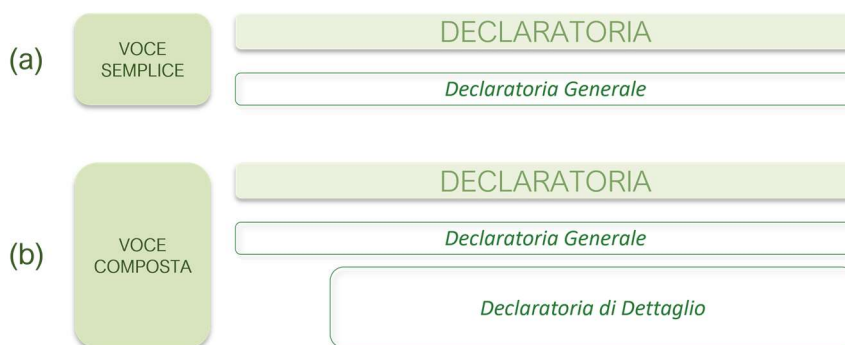 (a)
VOCE
SEMPLICE
DECLARATORIA
Declaratoria Generale
(b)
VOCE
COMPOSTA
DECLARATORIA
Declaratoria Generale
Declaratoria di Dettaglio